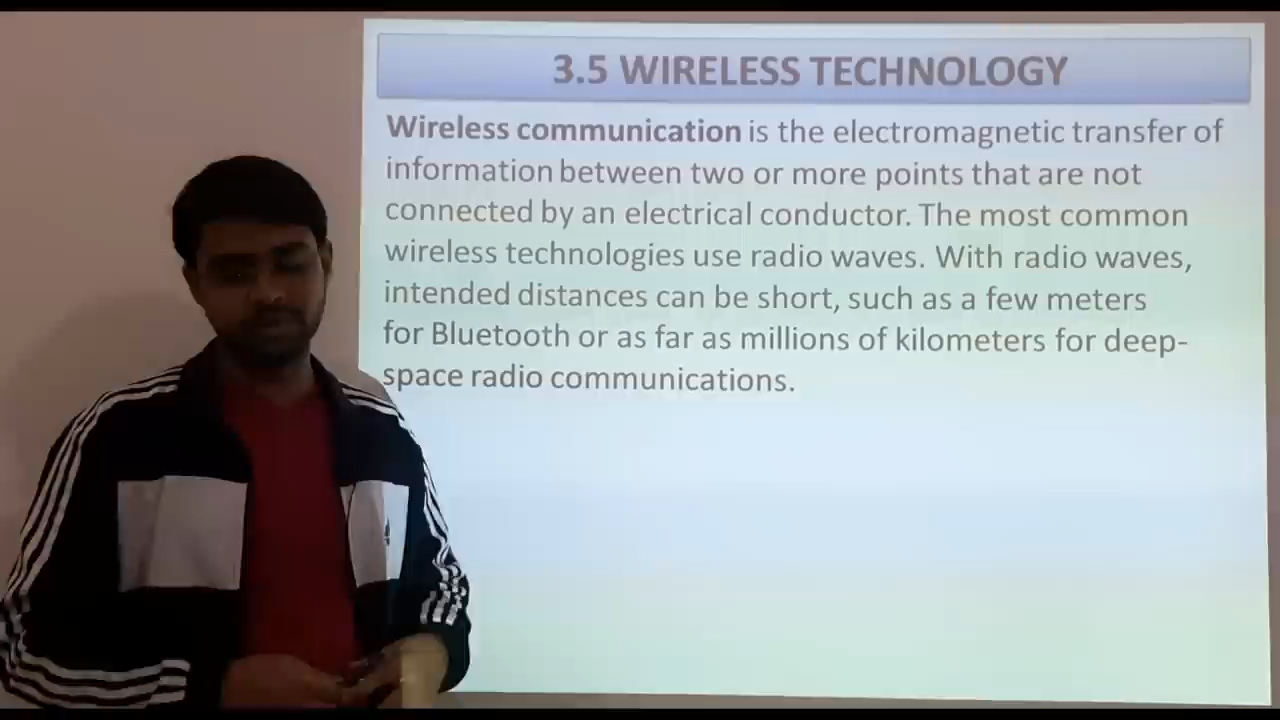 3.5 WIRELESS TECHNOLOGY
Wireless communication is the electromagnetic transfer of
information between two or more points that are not
connected by an electrical conductor. The most common
wireless technologies use radio waves. With radio waves,
intended distances can be short, such as a few meters
for Bluetooth or as far as millions of kilometers for deep-
space radio communications.